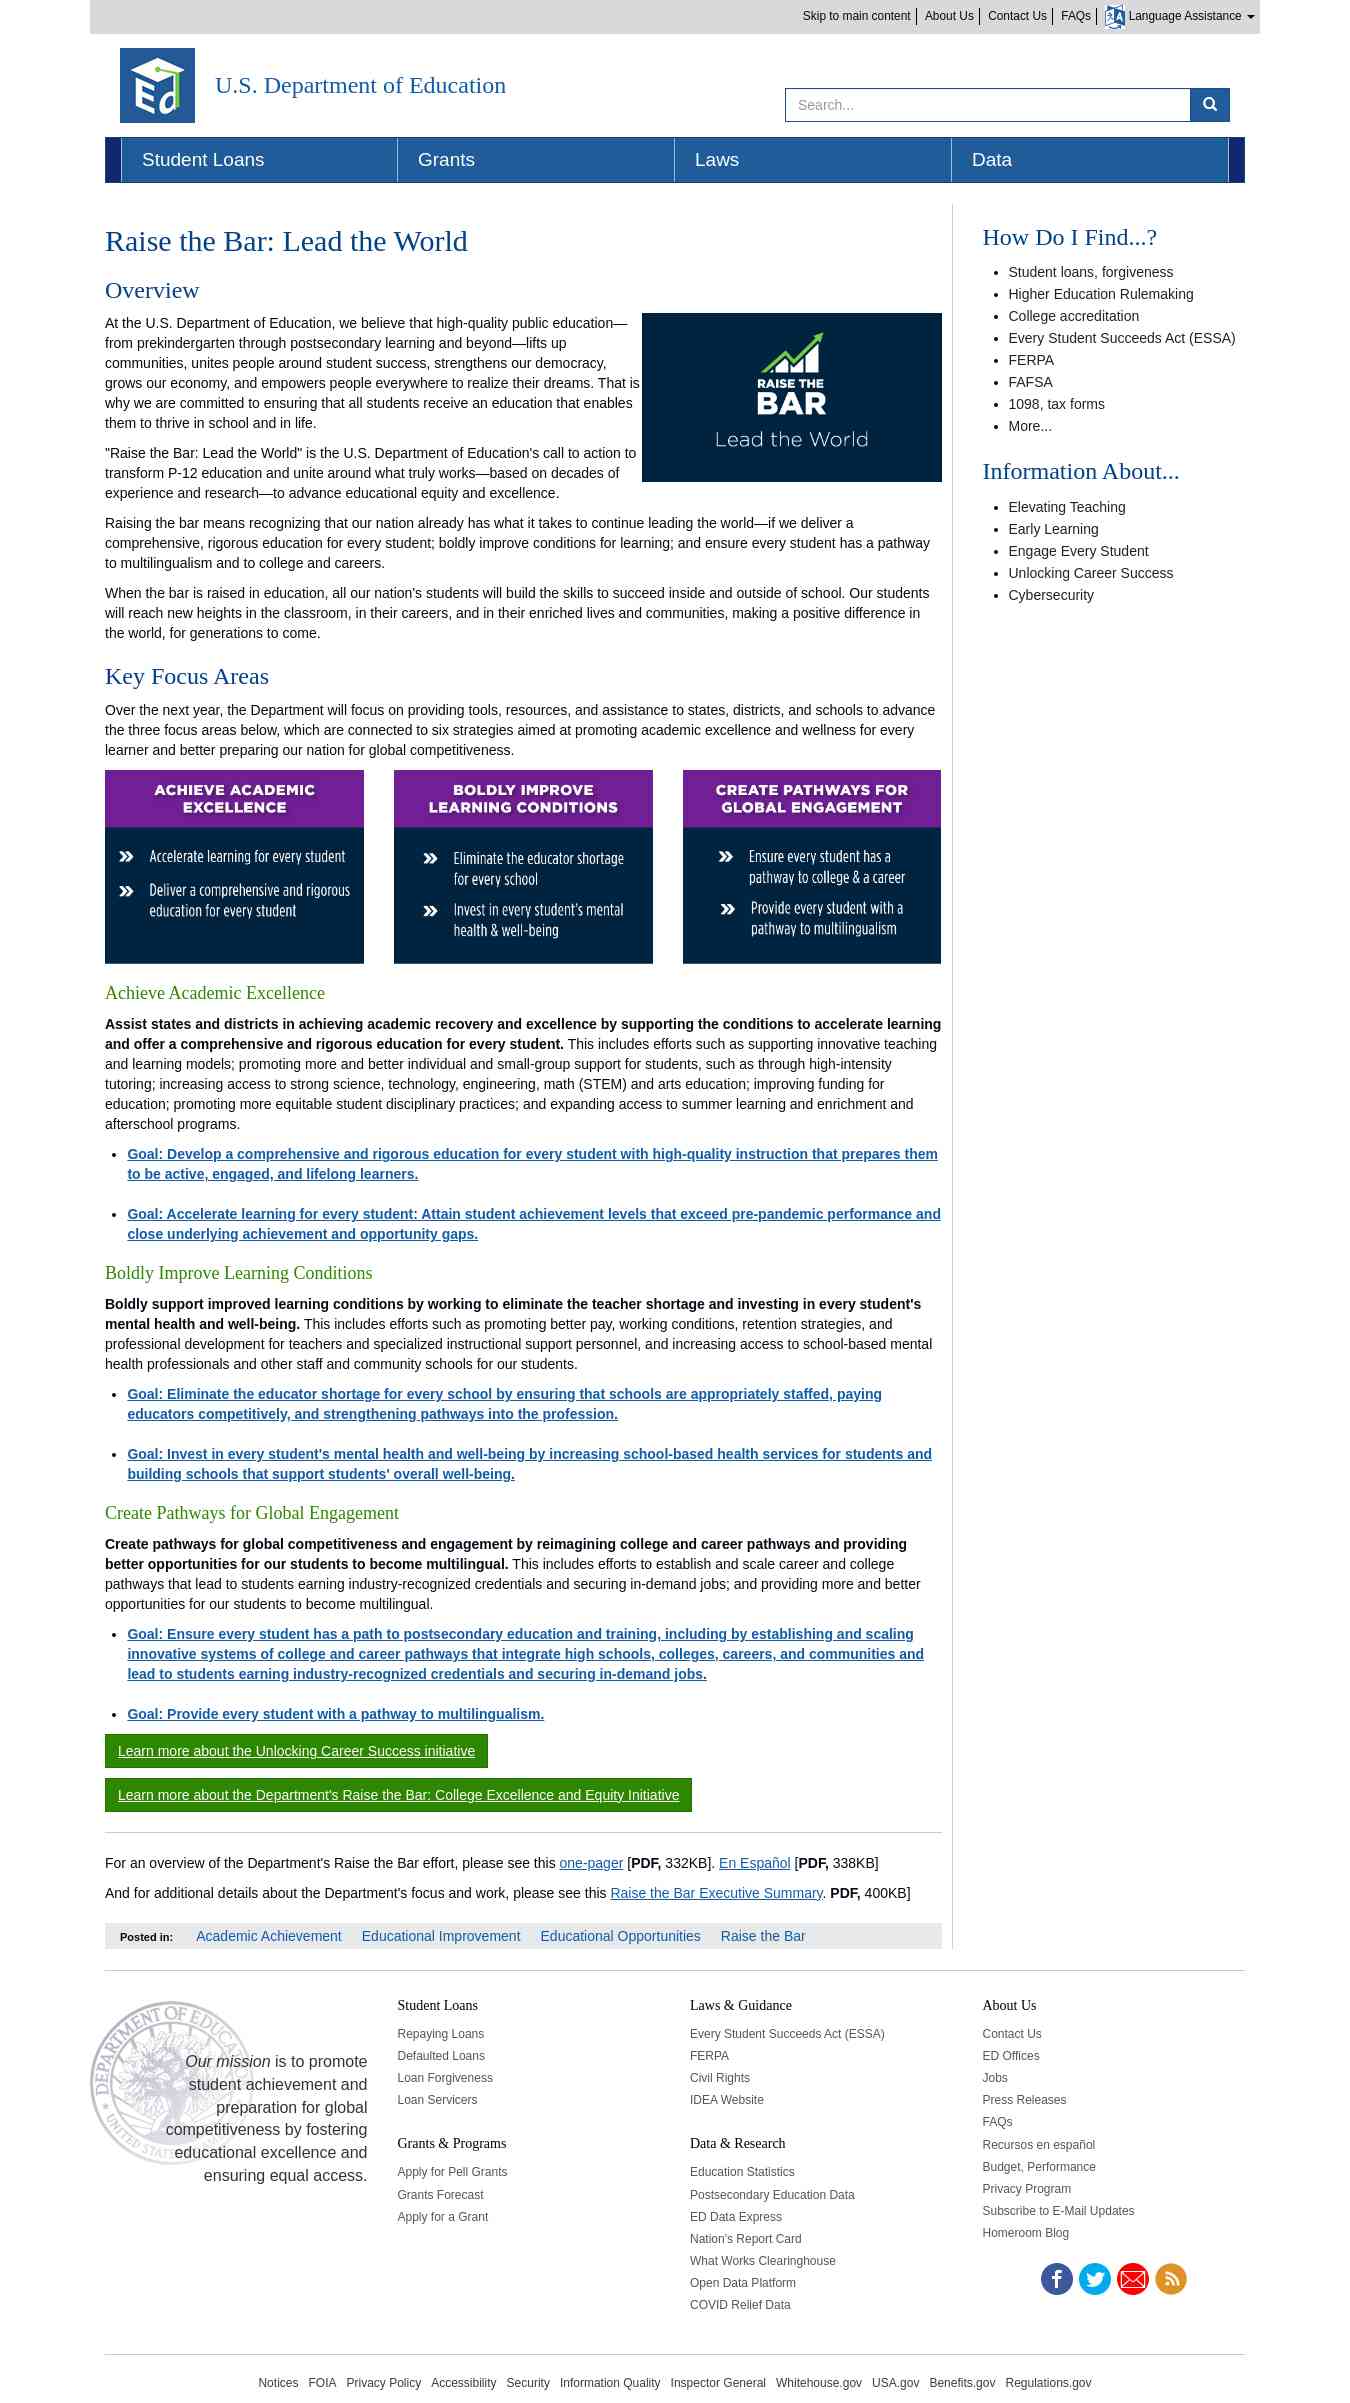 Skip to main content
About Us
Contact Us
FAQs
Language Assistance
Ed
U.S. Department of Education
Search...
Student Loans
Grants
Laws
Data
Raise the Bar: Lead the World
Overview
At the U.S. Department of Education, we believe that high-quality public education—
from prekindergarten through postsecondary learning and beyond—lifts up
communities, unites people around student success, strengthens our democracy,
grows our economy, and empowers people everywhere to realize their dreams. That is
why we are committed to ensuring that all students receive an education that enables
them to thrive in school and in life.
RAISE THE
BAR
Lead the World
"Raise the Bar: Lead the World" is the U.S. Department of Education's call to action to
transform P-12 education and unite around what truly works—based on decades of
experience and research—to advance educational equity and excellence.
Raising the bar means recognizing that our nation already has what it takes to continue leading the world—if we deliver a
comprehensive, rigorous education for every student; boldly improve conditions for learning; and ensure every student has a pathway
to multilingualism and to college and careers.
When the bar is raised in education, all our nation's students will build the skills to succeed inside and outside of school. Our students
will reach new heights in the classroom, in their careers, and in their enriched lives and communities, making a positive difference in
the world, for generations to come.
Key Focus Areas
Over the next year, the Department will focus on providing tools, resources, and assistance to states, districts, and schools to advance
the three focus areas below, which are connected to six strategies aimed at promoting academic excellence and wellness for every
learner and better preparing our nation for global competitiveness.
ACHIEVE ACADEMIC
EXCELLENCE
Accelerate learning for every student
Deliver a comprehensive and rigorous
education for every student
BOLDLY IMPROVE
LEARNING CONDITIONS
Eliminate the educator shortage
for every school
Invest in every student's mental
health & well-being
CREATE PATHWAYS FOR
GLOBAL ENGAGEMENT
Ensure every student has a
pathway to college & a career
Provide every student with a
pathway to multilingualism
Achieve Academic Excellence
Assist states and districts in achieving academic recovery and excellence by supporting the conditions to accelerate learning
and offer a comprehensive and rigorous education for every student. This includes efforts such as supporting innovative teaching
and learning models; promoting more and better individual and small-group support for students, such as through high-intensity
tutoring; increasing access to strong science, technology, engineering, math (STEM) and arts education; improving funding for
education; promoting more equitable student disciplinary practices; and expanding access to summer learning and enrichment and
afterschool programs.
• Goal: Develop a comprehensive and rigorous education for every student with high-quality instruction that prepares them
to be active, engaged, and lifelong learners.
• Goal: Accelerate learning for every student: Attain student achievement levels that exceed pre-pandemic performance and
close underlying achievement and opportunity gaps.
Boldly Improve Learning Conditions
Boldly support improved learning conditions by working to eliminate the teacher shortage and investing in every student's
mental health and well-being. This includes efforts such as promoting better pay, working conditions, retention strategies, and
professional development for teachers and specialized instructional support personnel, and increasing access to school-based mental
health professionals and other staff and community schools for our students.
• Goal: Eliminate the educator shortage for every school by ensuring that schools are appropriately staffed, paying
educators competitively, and strengthening pathways into the profession.
• Goal: Invest in every student's mental health and well-being by increasing school-based health services for students and
building schools that support students' overall well-being.
Create Pathways for Global Engagement
Create pathways for global competitiveness and engagement by reimagining college and career pathways and providing
better opportunities for our students to become multilingual. This includes efforts to establish and scale career and college
pathways that lead to students earning industry-recognized credentials and securing in-demand jobs; and providing more and better
opportunities for our students to become multilingual.
• Goal: Ensure every student has a path to postsecondary education and training, including by establishing and scaling
innovative systems of college and career pathways that integrate high schools, colleges, careers, and communities and
lead to students earning industry-recognized credentials and securing in-demand jobs.
• Goal: Provide every student with a pathway to multilingualism.
Learn more about the Unlocking Career Success initiative
Learn more about the Department's Raise the Bar: College Excellence and Equity Initiative
For an overview of the Department's Raise the Bar effort, please see this one-pager [PDF, 332KB]. En Español [PDF, 338KB]
And for additional details about the Department's focus and work, please see this Raise the Bar Executive Summary. PDF, 400KB]
Posted in: Academic Achievement Educational Improvement Educational Opportunities Raise the Bar
How Do I Find...?
• Student loans, forgiveness
• Higher Education Rulemaking
• College accreditation
• Every Student Succeeds Act (ESSA)
• FERPA
• FAFSA
• 1098, tax forms
• More...
Information About...
• Elevating Teaching
• Early Learning
• Engage Every Student
• Unlocking Career Success
• Cybersecurity
DEPARTMENT OF EDUCATION
UNITED STATES
Our mission is to promote
student achievement and
preparation for global
competitiveness by fostering
educational excellence and
ensuring equal access.
Student Loans
Repaying Loans
Defaulted Loans
Loan Forgiveness
Loan Servicers
Grants & Programs
Apply for Pell Grants
Grants Forecast
Apply for a Grant
Laws & Guidance
Every Student Succeeds Act (ESSA)
FERPA
Civil Rights
IDEA Website
Data & Research
Education Statistics
Postsecondary Education Data
ED Data Express
Nation's Report Card
What Works Clearinghouse
Open Data Platform
COVID Relief Data
About Us
Contact Us
ED Offices
Jobs
Press Releases
FAQs
Recursos en español
Budget, Performance
Privacy Program
Subscribe to E-Mail Updates
Homeroom Blog
Notices FOIA Privacy Policy Accessibility Security Information Quality Inspector General Whitehouse.gov USA.gov Benefits.gov Regulations.gov